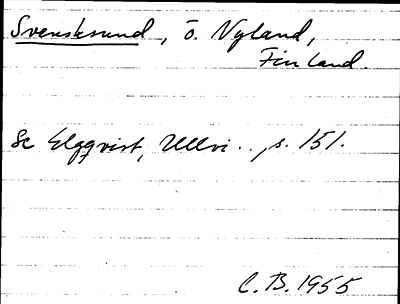 Svensksund, ö. Nyland,
Finland.
Se Elgqvist, Ullvi.. s. 151.
C.B. 1955